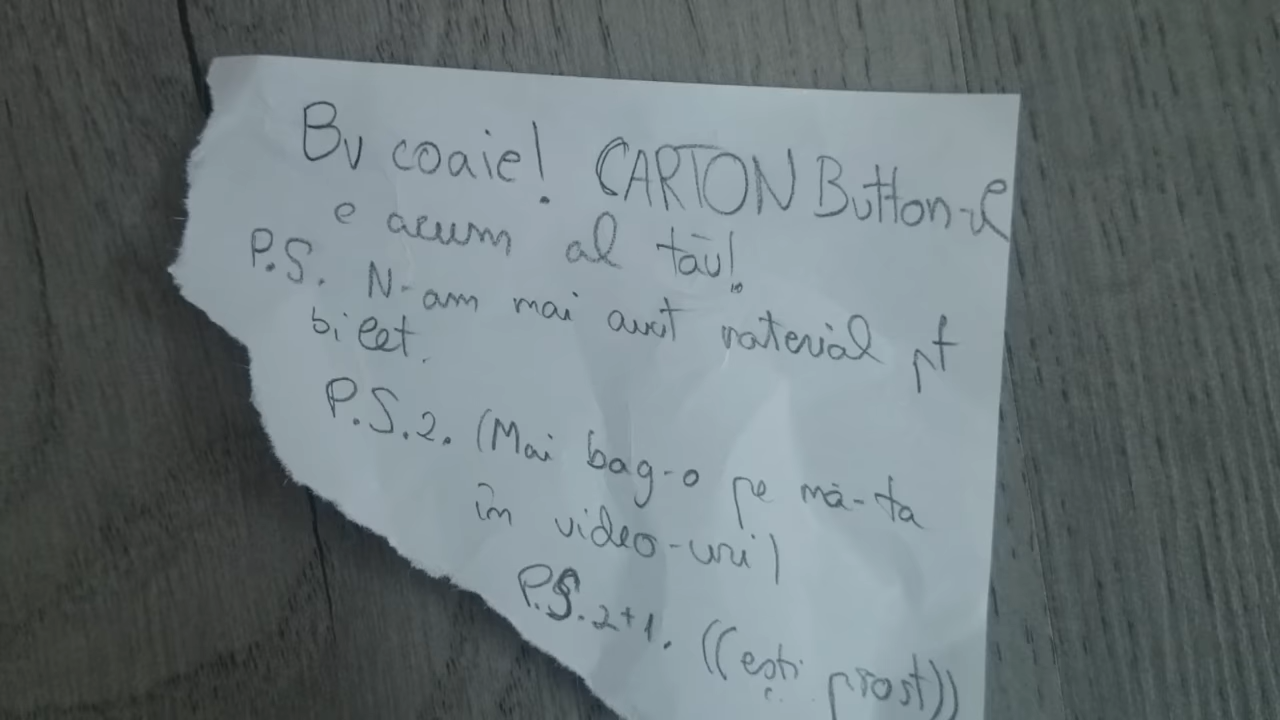 Bv coaie! CARTON Button-ul
e acum al tău!
P.S. N-am mai avut material pt
bilet.
P.S.2. (Mai bag-o pe mă-ta
în video-uri)
P.S.2+1. ((ești prost))